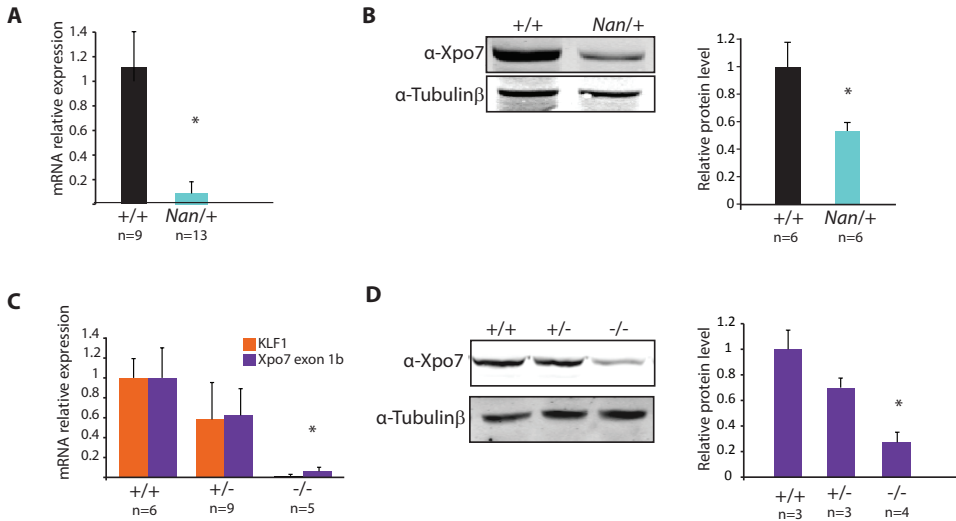 A
mRNA relative expression
1.4
1.2
1
0.8
0.6
0.4
0.2
*
+/+ Nan/+
n=9 n=13
B
+/+ Nan/+
α-Xpo7
α-Tubulinβ
Relative protein level
1.4
1.2
1
0.8
0.6
0.4
0.2
0
*
+/+ Nan/+
n=6 n=6
C
mRNA relative expression
1.4
1.2
1
0.8
0.6
0.4
0.2
KLF1
Xpo7 exon 1b
*
+/+ +/- -/-
n=6 n=9 n=5
D
+/+ +/- -/-
α-Xpo7
α-Tubulinβ
Relative protein level
1.2
1
0.8
0.6
0.4
0.2
0
*
+/+ +/- -/-
n=3 n=3 n=4